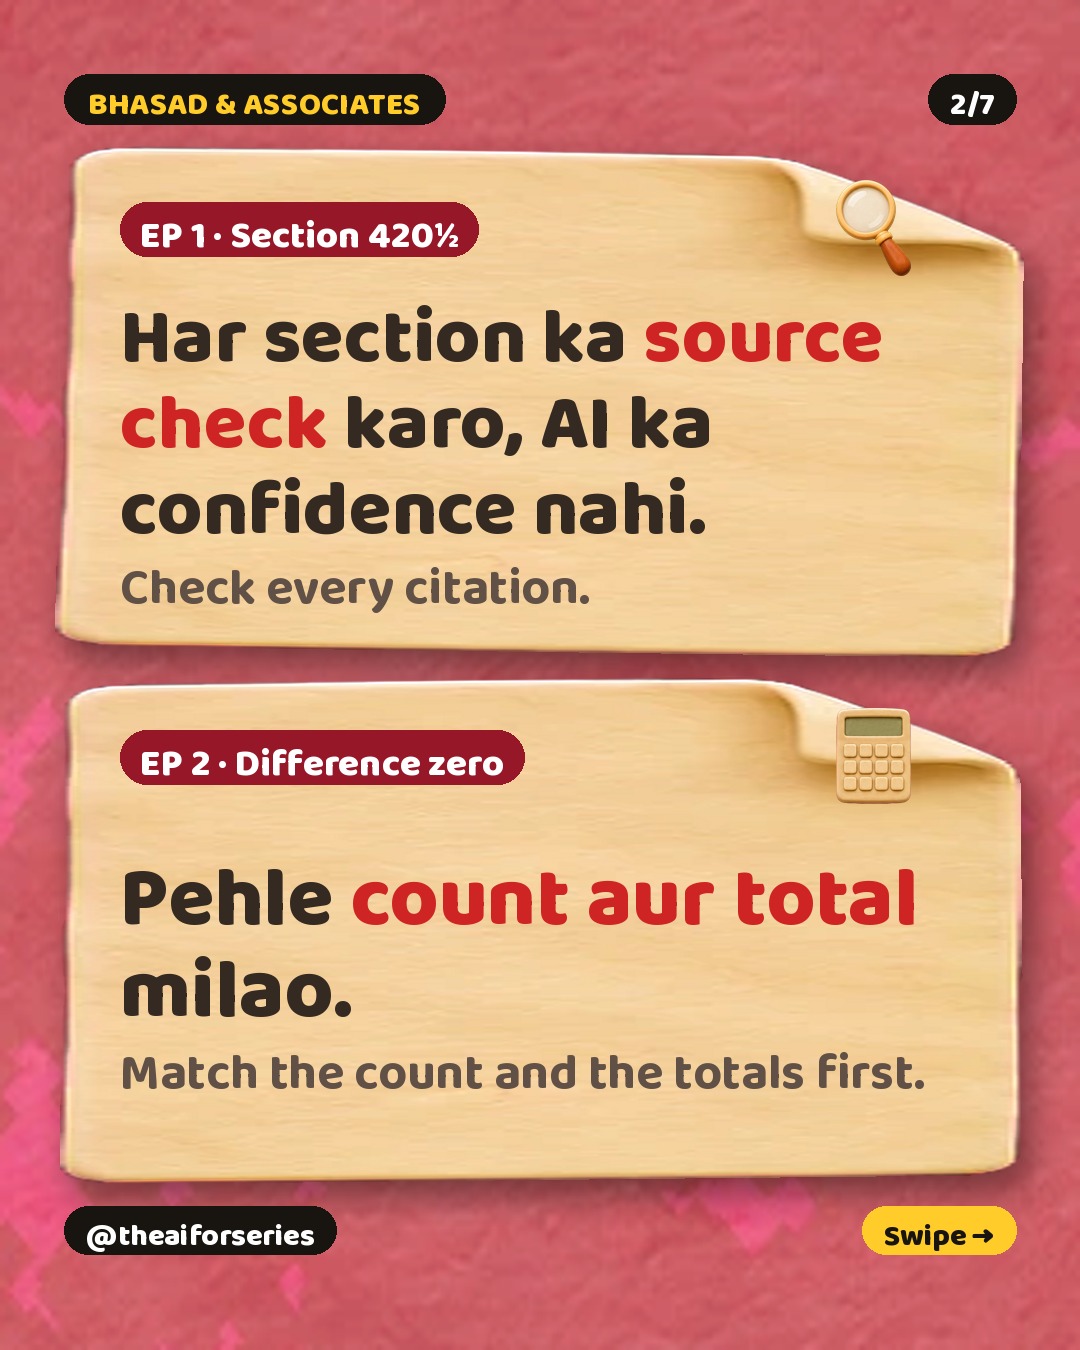 BHASAD & ASSOCIATES
2/7
EP 1 · Section 420½
Har section ka source
check karo, AI ka
confidence nahi.
Check every citation.
EP 2 · Difference zero
Pehle count aur total
milao.
Match the count and the totals first.
@theaiforseries
Swipe →